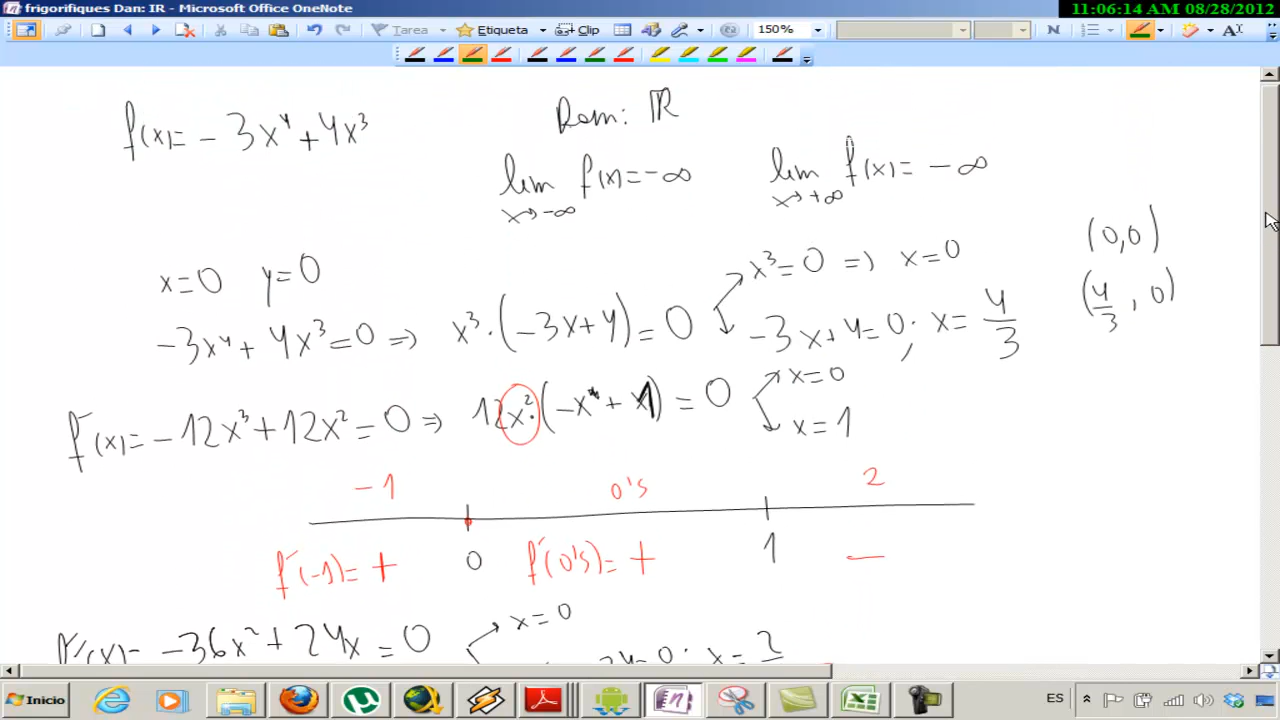 frigorifiques Dan: IR - Microsoft Office OneNote
11:06:14 AM 08/28/2012
150% Tarea Etiqueta Clip N A
f(x)= -3x⁴+4x³ Dom: ℝ
lim x→-∞ f(x)=-∞ lim x→+∞ f(x)= -∞
(0,0)
x=0 y=0 x³=0 => x=0
(4/3, 0)
-3x⁴+4x³=0 => x³·(-3x+4)=0 -3x+4=0; x=4/3
f'(x)=-12x³+12x²=0 => 12x²·(-x+1)=0 x=0
x=1
-1 0's 2
0 1
f'(-1)=+ f'(0's)=+ —
f''(x)= -36x²+24x=0 x=0
24=0; x=2
Inicio ES